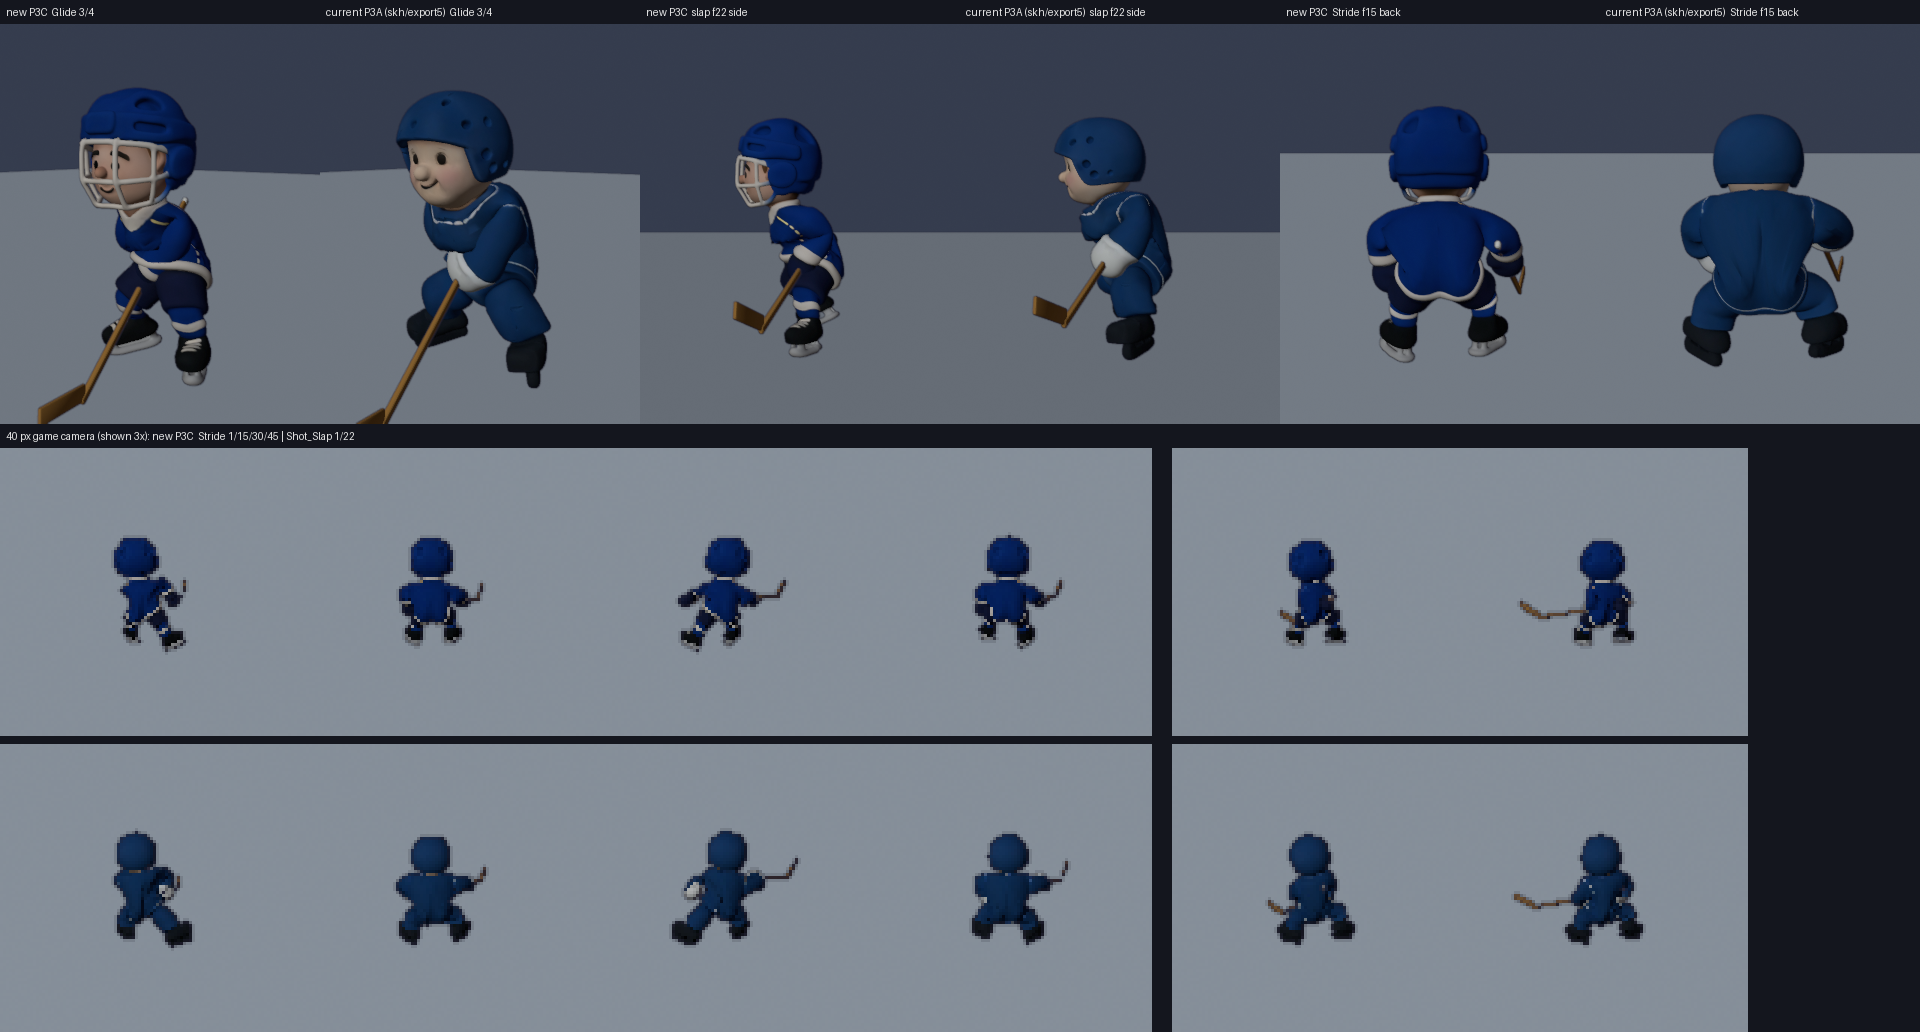 new P3C Glide 3/4
current P3A (skh/export5) Glide 3/4
new P3C slap f22 side
current P3A (skh/export5) slap f22 side
new P3C Stride f15 back
current P3A (skh/export5) Stride f15 back
40 px game camera (shown 3x): new P3C Stride 1/15/30/45 | Shot_Slap 1/22